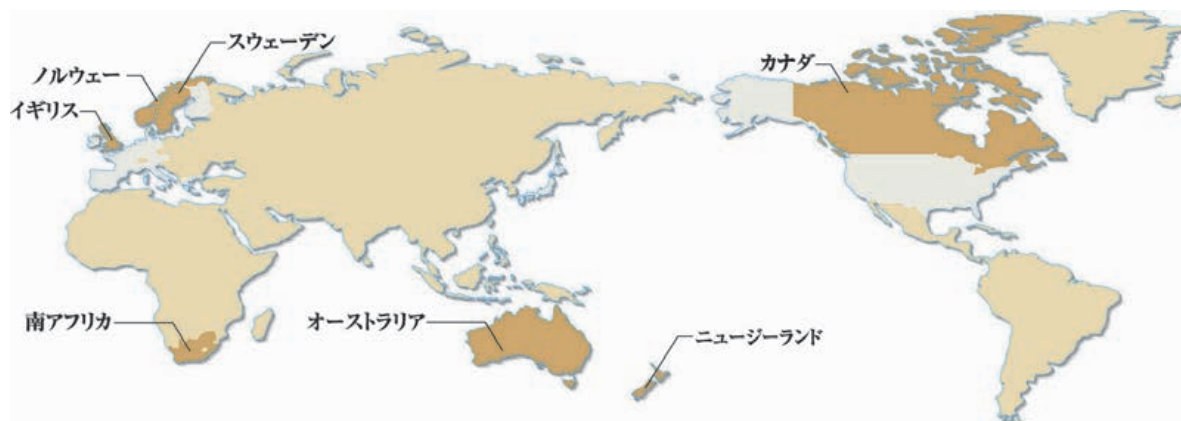 スウェーデン
ノルウェー
イギリス
カナダ
南アフリカ
オーストラリア
ニュージーランド